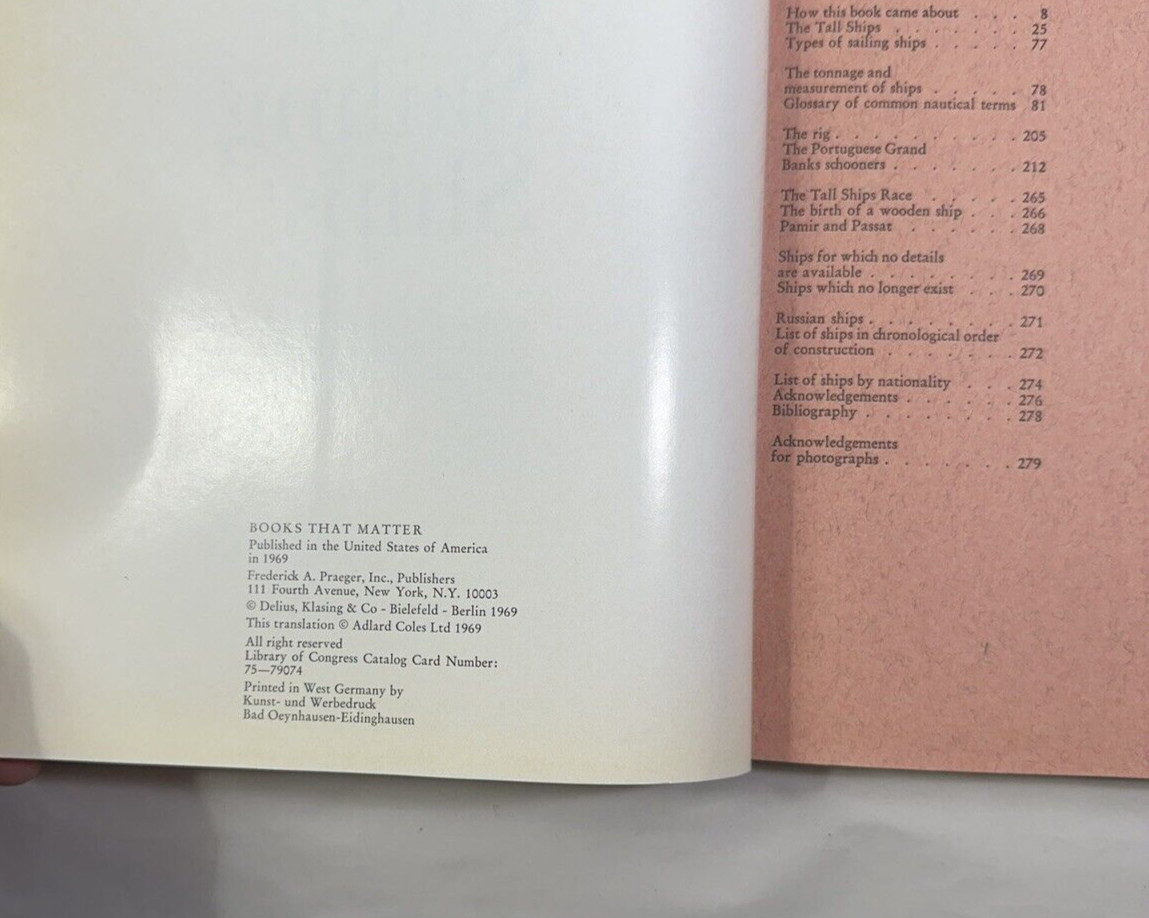 BOOKS THAT MATTER
Published in the United States of America
in 1969
Frederick A. Praeger, Inc., Publishers
111 Fourth Avenue, New York, N.Y. 10003
© Delius, Klasing & Co - Bielefeld - Berlin 1969
This translation © Adlard Coles Ltd 1969
All right reserved
Library of Congress Catalog Card Number:
75—79074
Printed in West Germany by
Kunst- und Werbedruck
Bad Oeynhausen-Eidinghausen
How this book came about . . . 8
The Tall Ships . . . . . . . 25
Types of sailing ships . . . . . 77
The tonnage and
measurement of ships . . . . . 78
Glossary of common nautical terms 81
The rig . . . . . . . . . . 205
The Portuguese Grand
Banks schooners . . . . . . . 212
The Tall Ships Race . . . . . 265
The birth of a wooden ship . . . 266
Pamir and Passat . . . . . . 268
Ships for which no details
are available . . . . . . . . 269
Ships which no longer exist . . . 270
Russian ships . . . . . . . . 271
List of ships in chronological order
of construction . . . . . . . 272
List of ships by nationality . . . 274
Acknowledgements . . . . . . 276
Bibliography . . . . . . . . 278
Acknowledgements
for photographs . . . . . . . 279